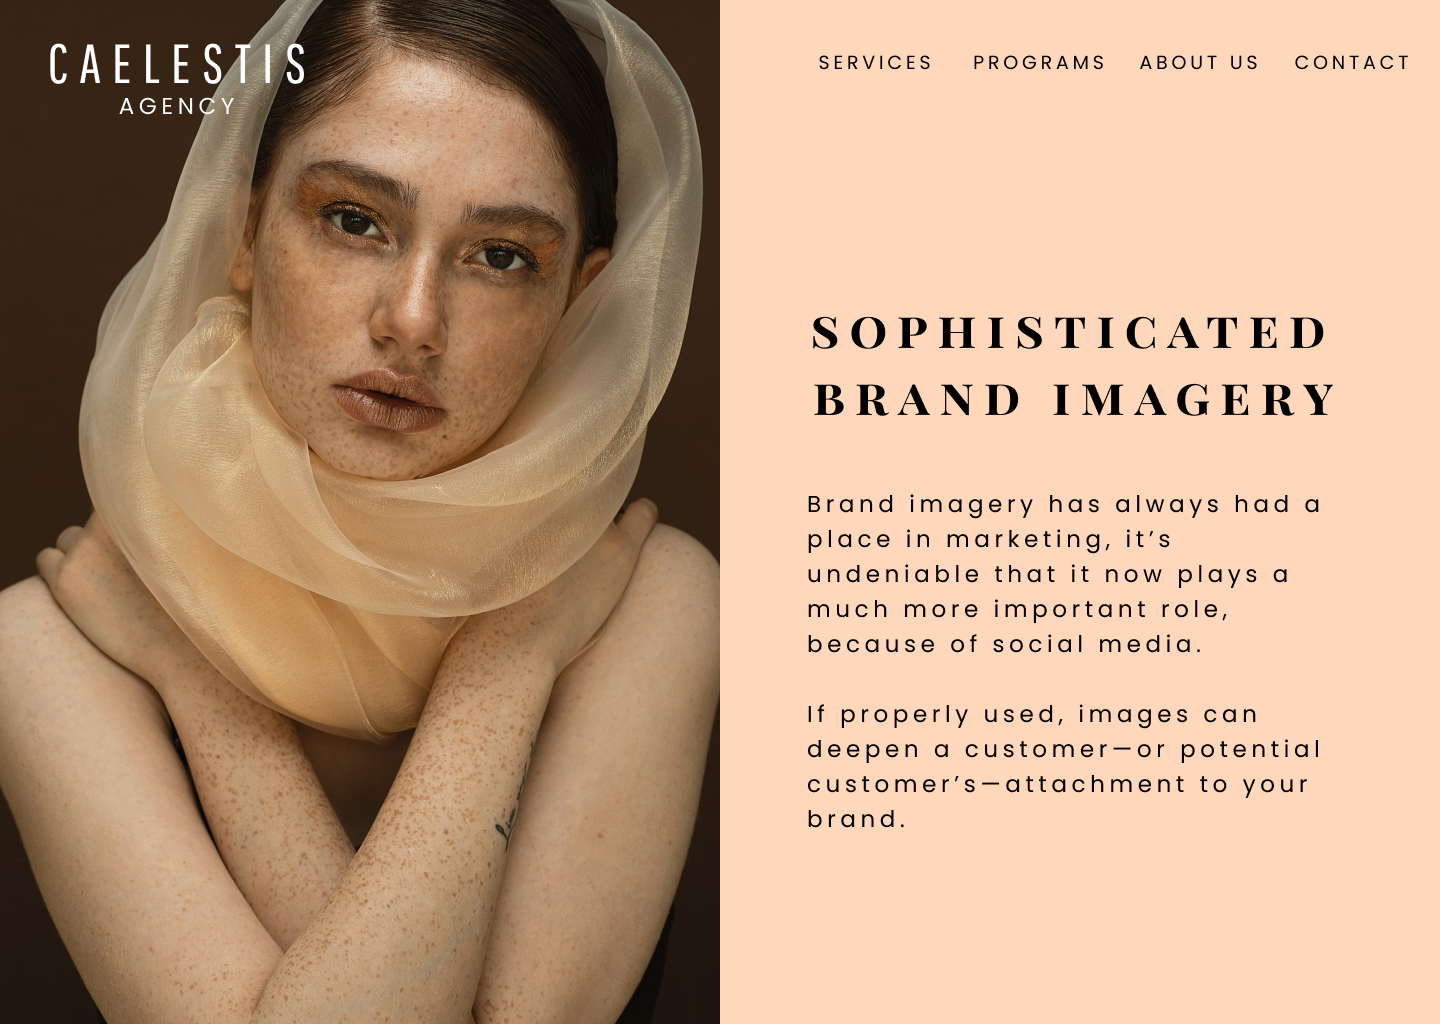 CAELESTIS
AGENCY
SERVICES PROGRAMS ABOUT US CONTACT
SOPHISTICATED
BRAND IMAGERY
Brand imagery has always had a
place in marketing, it’s
undeniable that it now plays a
much more important role,
because of social media.
If properly used, images can
deepen a customer—or potential
customer’s—attachment to your
brand.